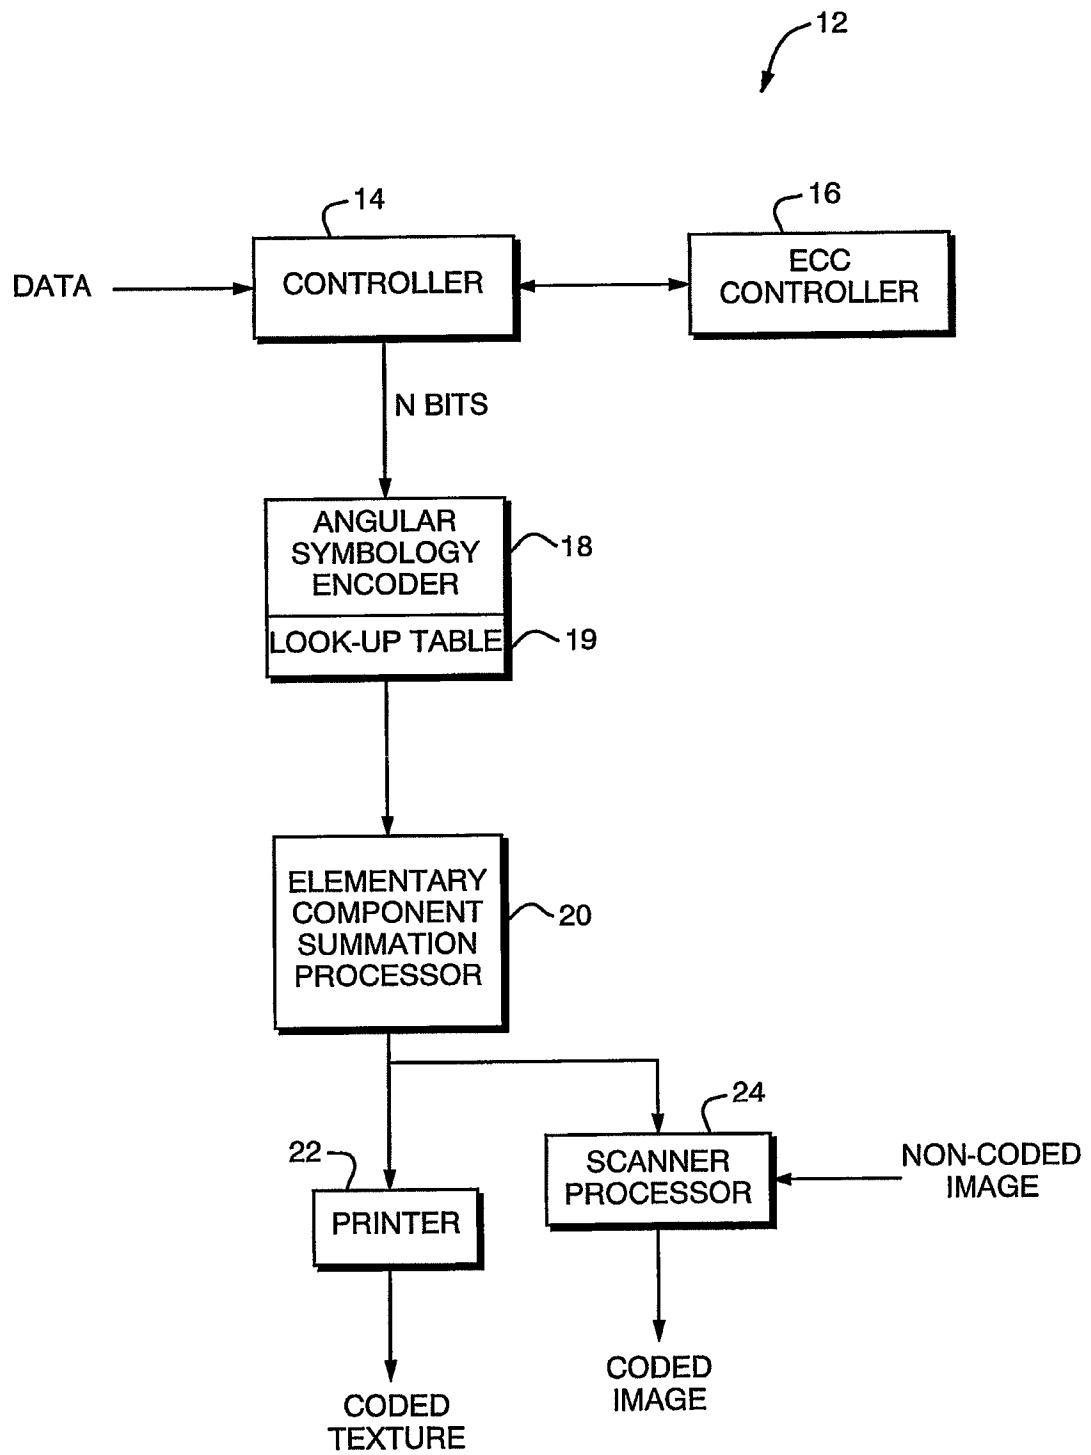 12
14
16
DATA
CONTROLLER
ECC
CONTROLLER
N BITS
ANGULAR
SYMBOLOGY
ENCODER
18
LOOK-UP TABLE
19
ELEMENTARY
COMPONENT
SUMMATION
PROCESSOR
20
24
22
SCANNER
PROCESSOR
NON-CODED
IMAGE
PRINTER
CODED
IMAGE
CODED
TEXTURE